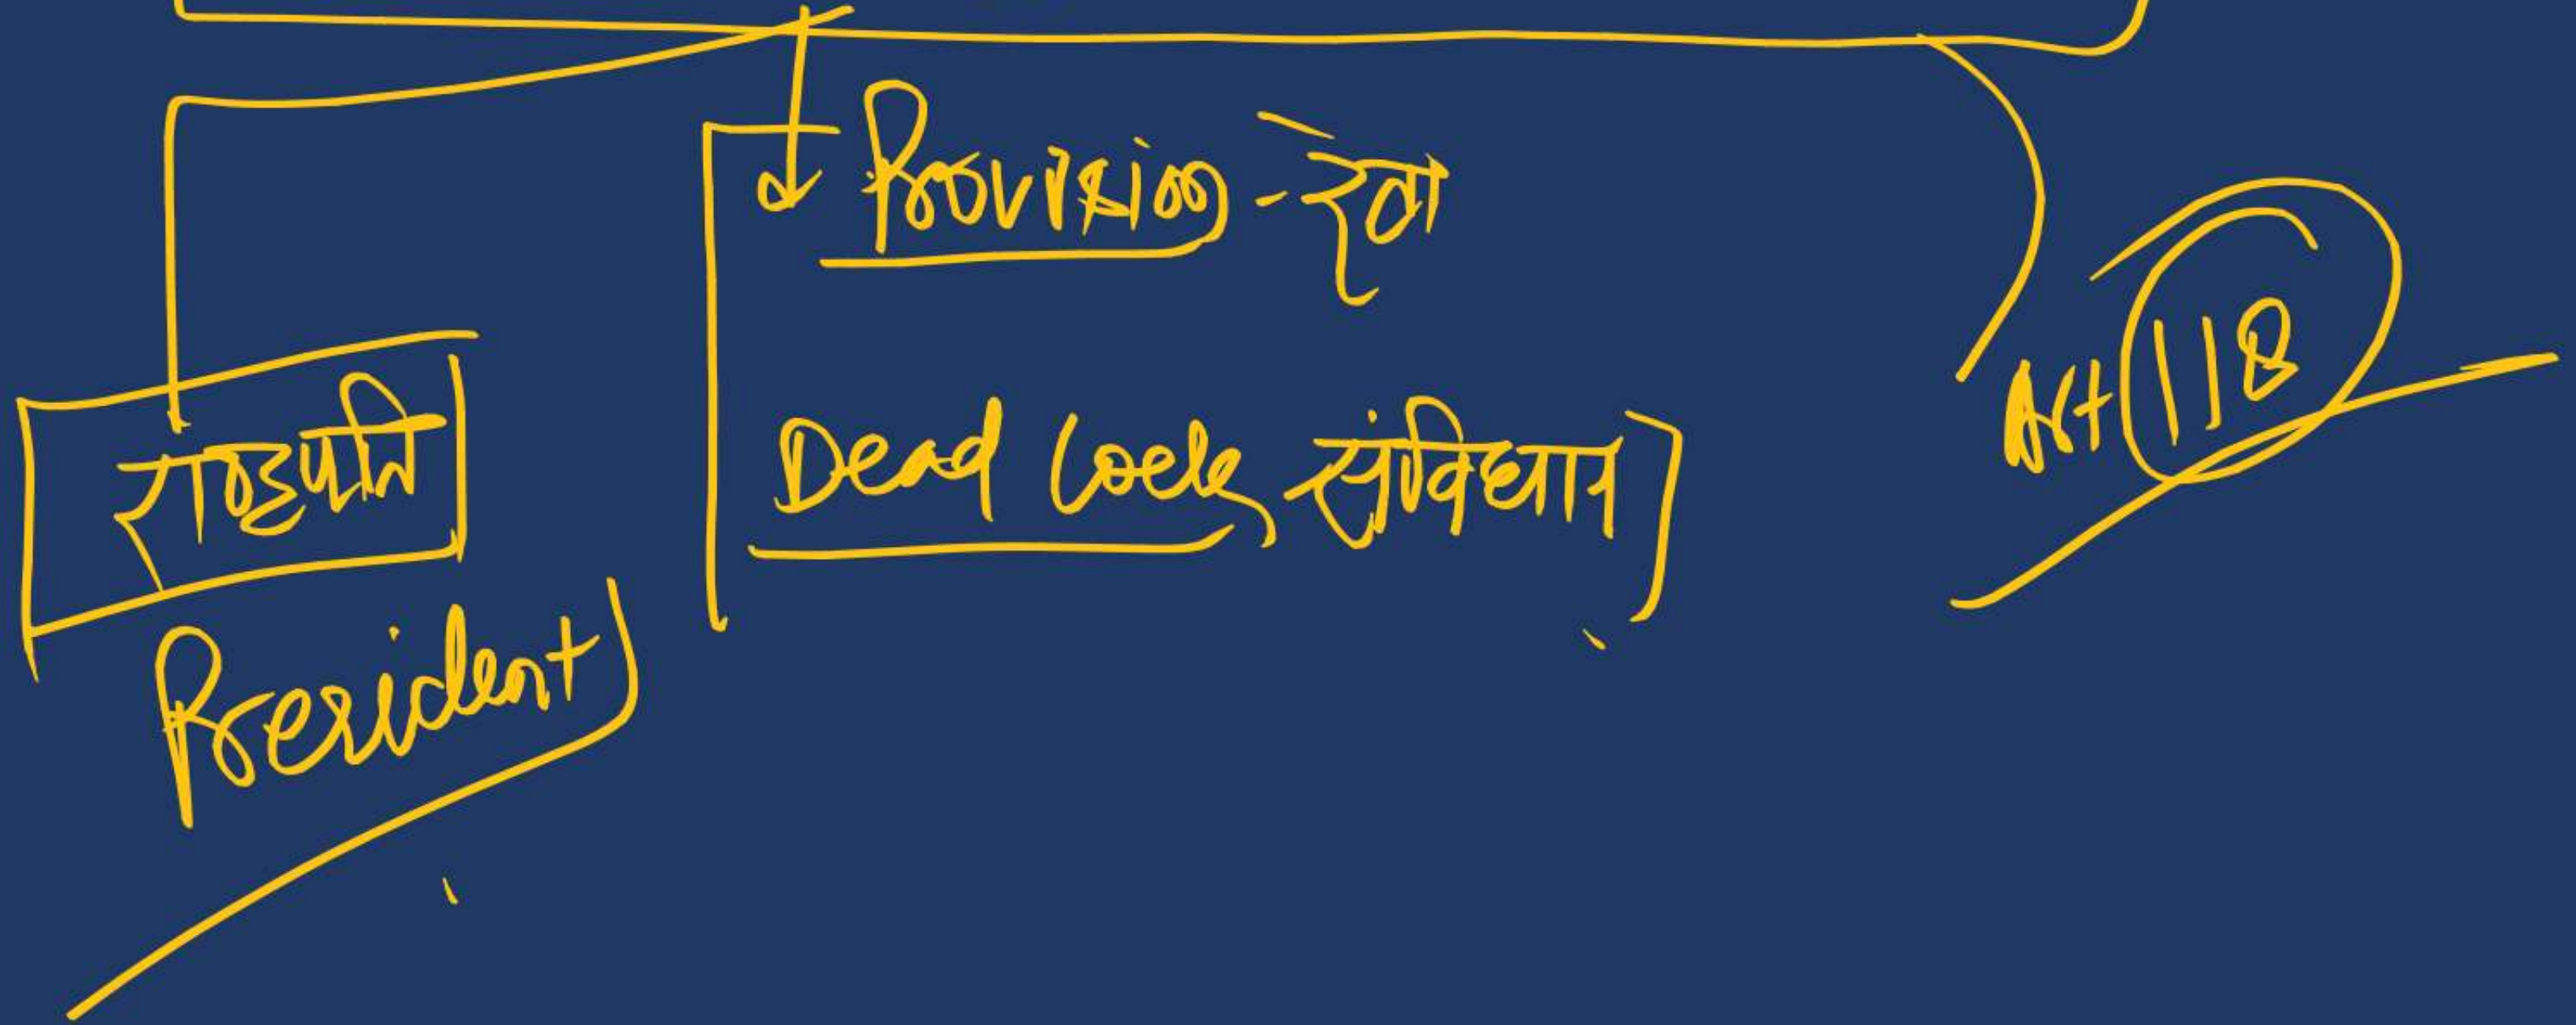 Provision -
राष्ट्रपति
Dead Lock संविधान
Art 118
President